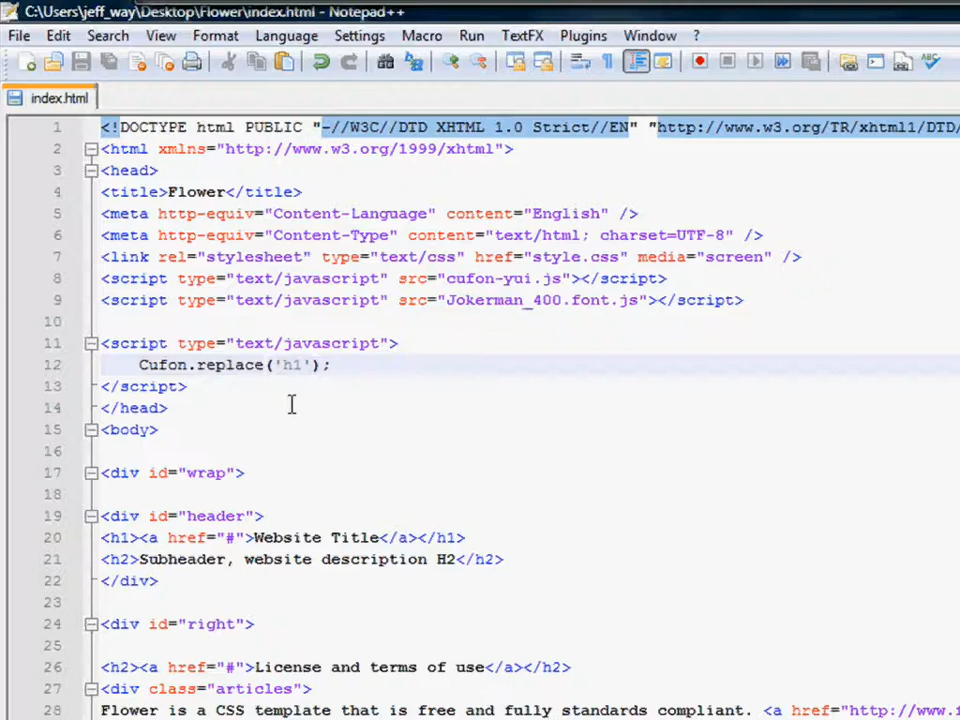 C:\Users\jeff_way\Desktop\Flower\index.html - Notepad++
File Edit Search View Format Language Settings Macro Run TextFX Plugins Window ?
index.html
1 <!DOCTYPE html PUBLIC "-//W3C//DTD XHTML 1.0 Strict//EN" "http://www.w3.org/TR/xhtml1/DTD/
2 <html xmlns="http://www.w3.org/1999/xhtml">
3 <head>
4 <title>Flower</title>
5 <meta http-equiv="Content-Language" content="English" />
6 <meta http-equiv="Content-Type" content="text/html; charset=UTF-8" />
7 <link rel="stylesheet" type="text/css" href="style.css" media="screen" />
8 <script type="text/javascript" src="cufon-yui.js"></script>
9 <script type="text/javascript" src="Jokerman_400.font.js"></script>
10
11 <script type="text/javascript">
12 Cufon.replace('h1');
13 </script>
14 </head>
15 <body>
16
17 <div id="wrap">
18
19 <div id="header">
20 <h1><a href="#">Website Title</a></h1>
21 <h2>Subheader, website description H2</h2>
22 </div>
23
24 <div id="right">
25
26 <h2><a href="#">License and terms of use</a></h2>
27 <div class="articles">
28 Flower is a CSS template that is free and fully standards compliant. <a href="http://www.f